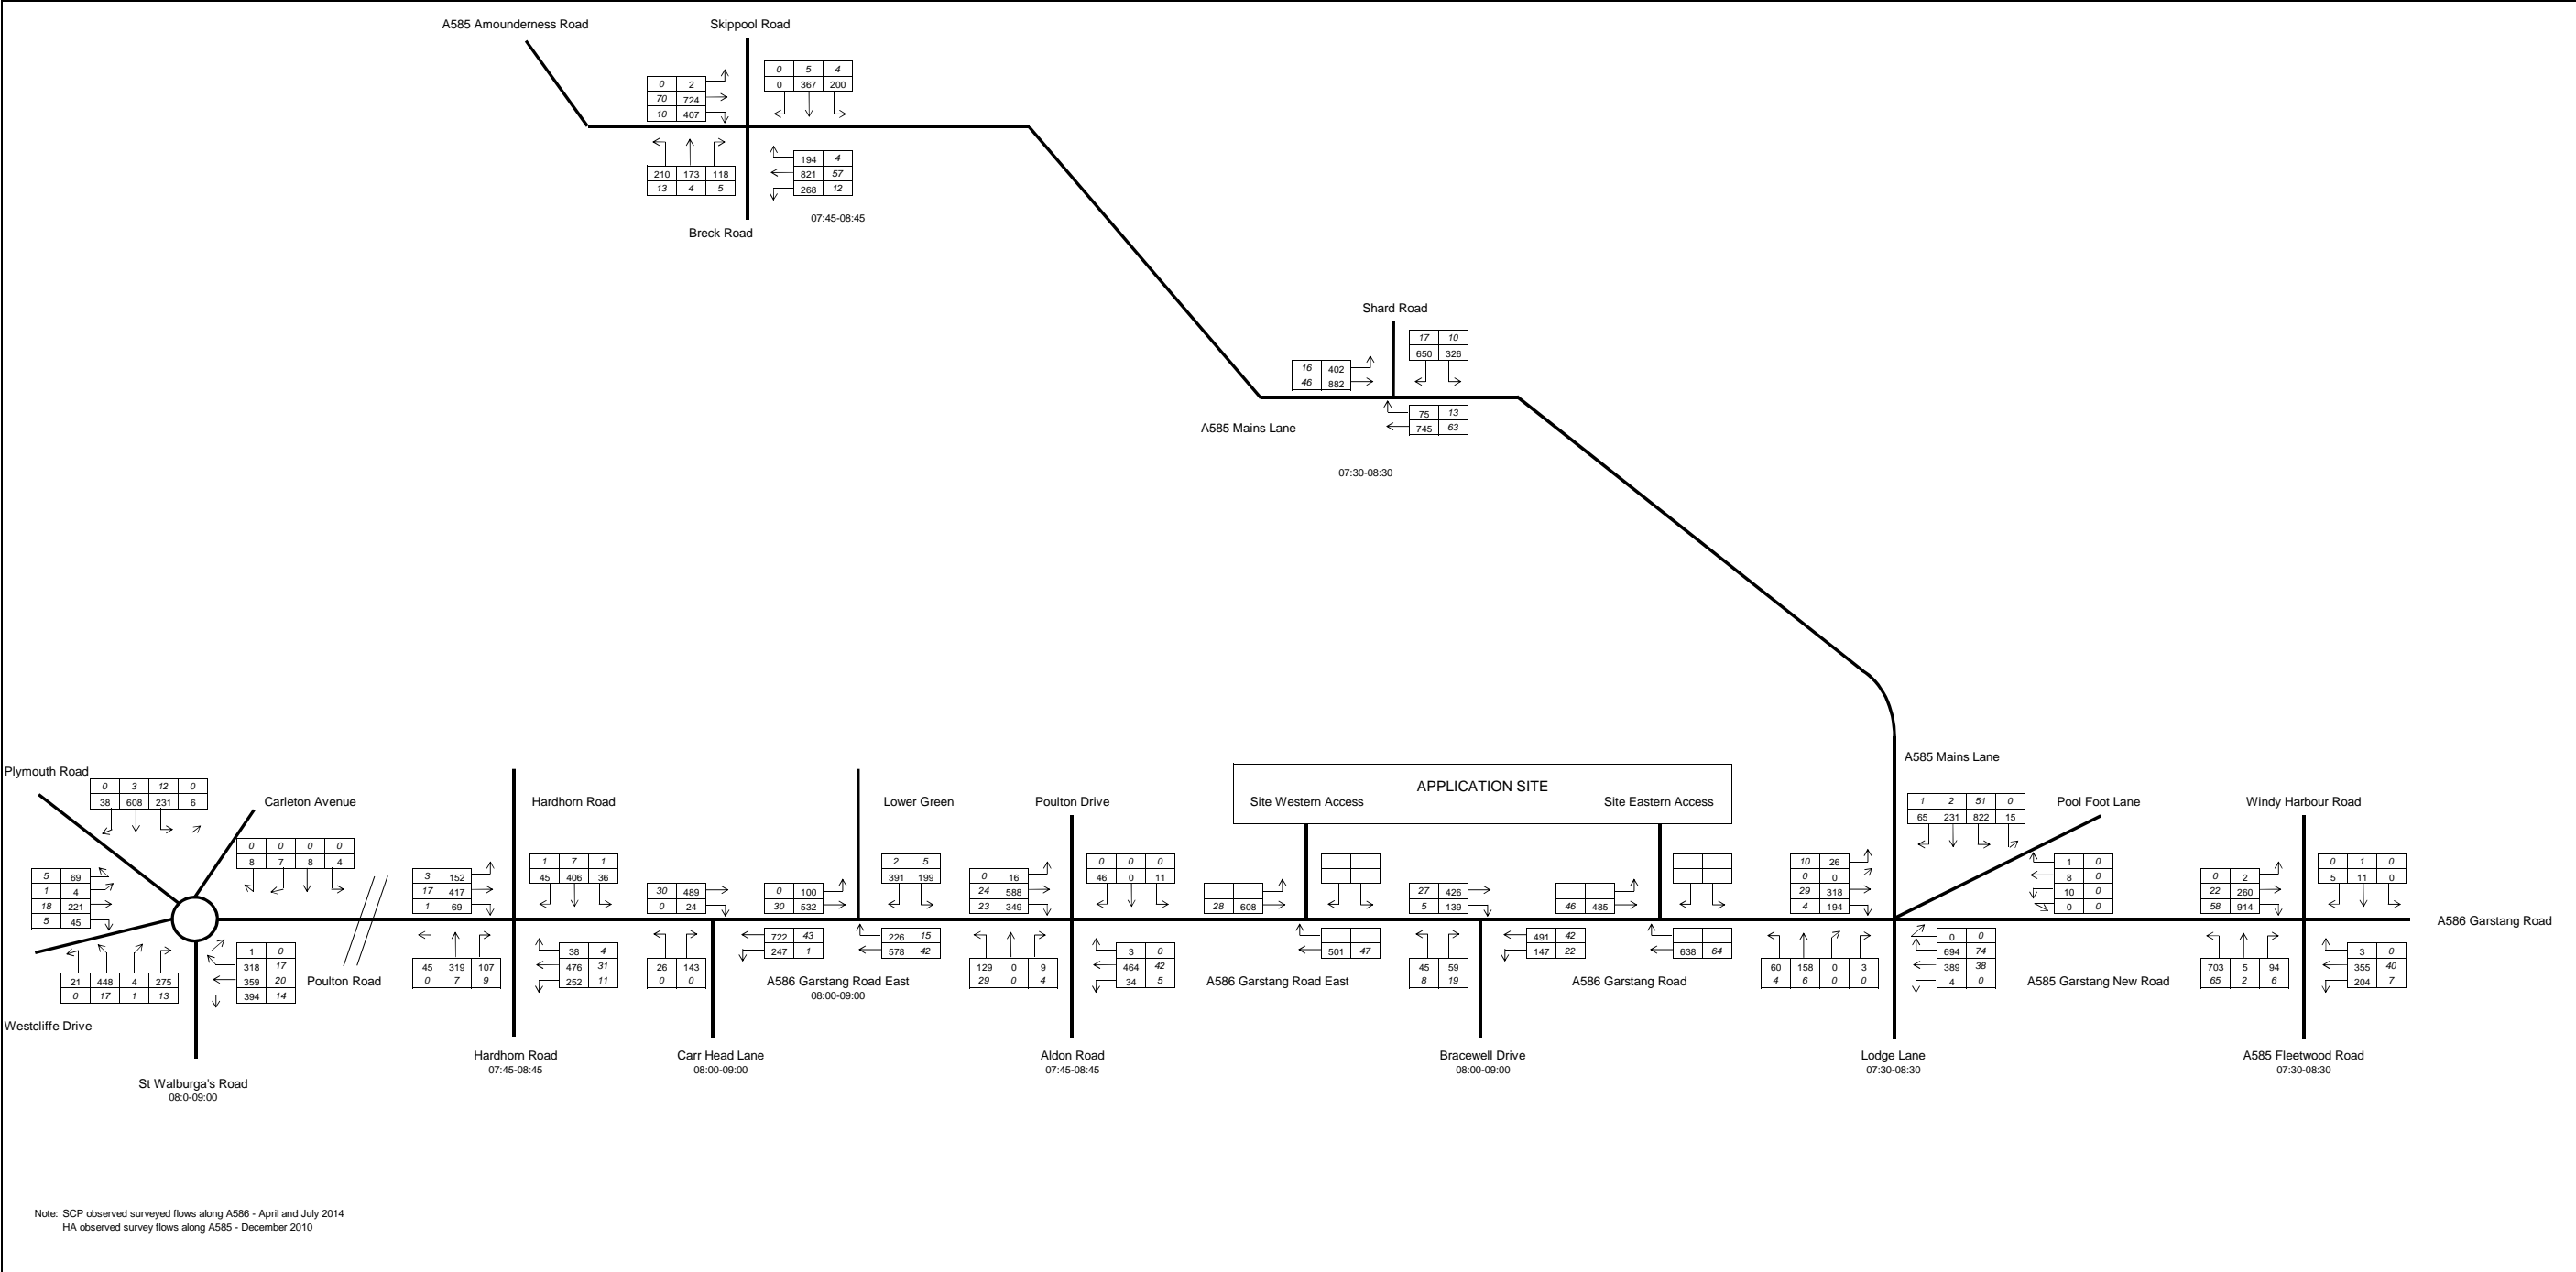 A585 Amounderness Road
Skippool Road
0 5 4
0 367 200
0 2
70 724
10 407
210 173 118
13 4 5
194 4
821 57
268 12
07:45-08:45
Breck Road
Shard Road
17 10
650 326
16 402
46 882
75 13
745 63
A585 Mains Lane
07:30-08:30
A585 Mains Lane
Plymouth Road
0 3 12 0
38 608 231 6
Carleton Avenue
0 0 0 0
8 7 8 4
5 69
1 4
18 221
5 45
21 448 4 275
0 17 1 13
1 0
318 17
359 20
394 14
Westcliffe Drive
St Walburga's Road
08:0-09:00
Poulton Road
Hardhorn Road
3 152
17 417
1 69
1 7 1
45 406 36
45 319 107
0 7 9
38 4
476 31
252 11
Hardhorn Road
07:45-08:45
30 489
0 24
26 143
0 0
722 43
247 1
Carr Head Lane
08:00-09:00
Lower Green
0 100
30 532
2 5
391 199
226 15
578 42
A586 Garstang Road East
08:00-09:00
Poulton Drive
0 16
24 588
23 349
0 0 0
46 0 11
129 0 9
29 0 4
3 0
464 42
34 5
Aldon Road
07:45-08:45
APPLICATION SITE
Site Western Access
Site Eastern Access
28 608
501 47
A586 Garstang Road East
27 426
5 139
45 59
8 19
491 42
147 22
Bracewell Drive
08:00-09:00
46 485
638 64
A586 Garstang Road
1 2 51 0
65 231 822 15
Pool Foot Lane
10 26
0 0
29 318
4 194
1 0
8 0
10 0
0 0
60 158 0 3
4 6 0 0
0 0
694 74
389 38
4 0
Lodge Lane
07:30-08:30
A585 Garstang New Road
Windy Harbour Road
0 2
22 260
58 914
0 1 0
5 11 0
703 5 94
65 2 6
3 0
355 40
204 7
A586 Garstang Road
A585 Fleetwood Road
07:30-08:30
Note: SCP observed surveyed flows along A586 - April and July 2014
HA observed survey flows along A585 - December 2010